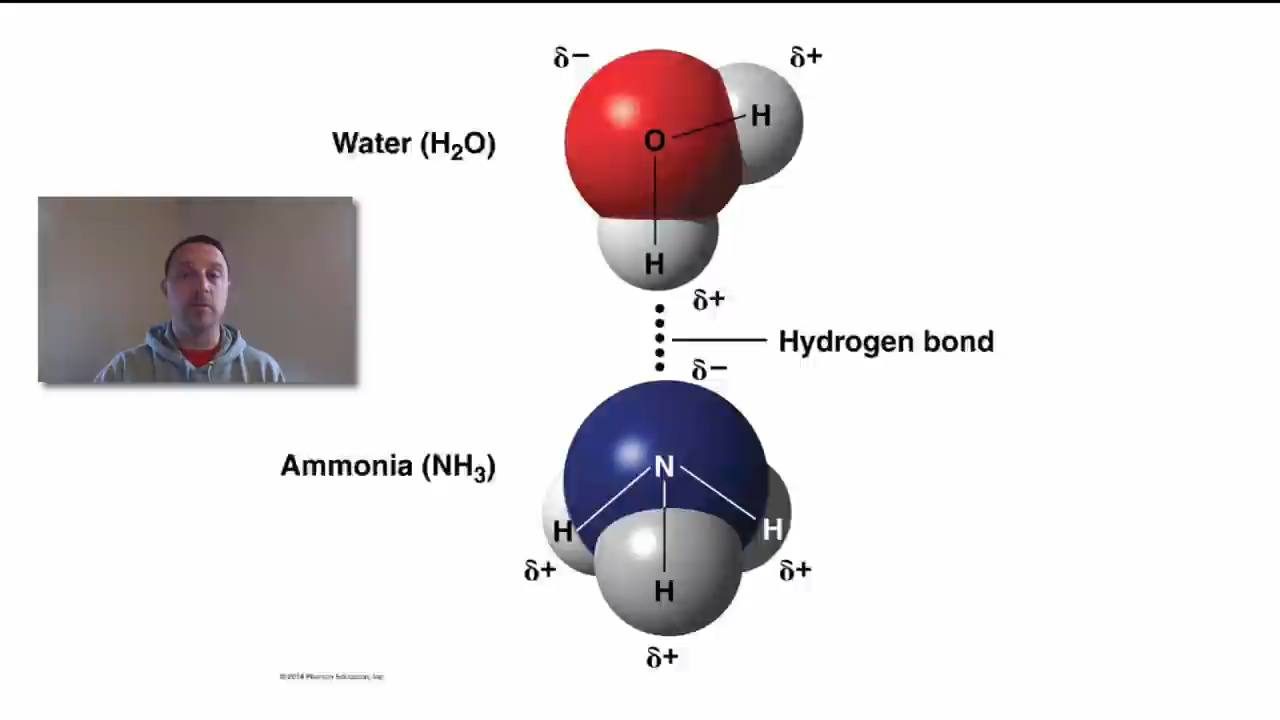 δ− δ+
H
O
Water (H₂O)
H
δ+
Hydrogen bond
δ−
Ammonia (NH₃)
N
H H
δ+ δ+
H
δ+
©2014 Pearson Education, Inc.